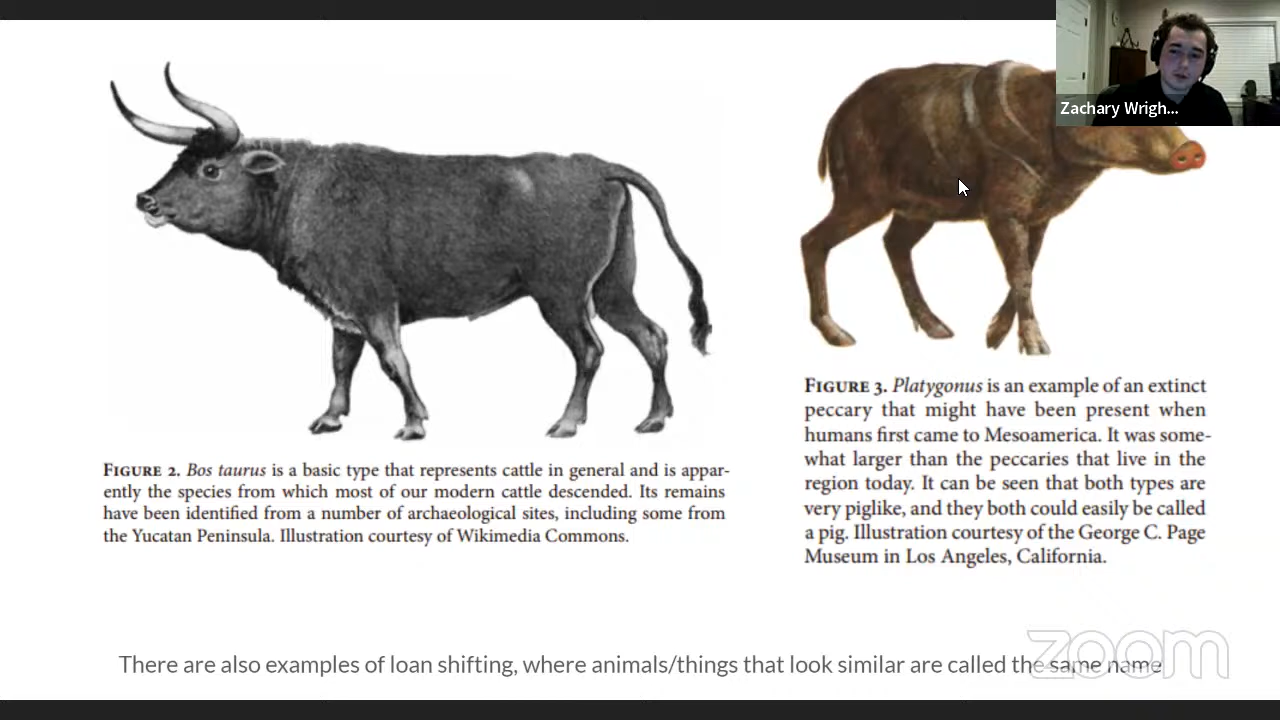 Zachary Wrigh...
FIGURE 2. Bos taurus is a basic type that represents cattle in general and is appar-
ently the species from which most of our modern cattle descended. Its remains
have been identified from a number of archaeological sites, including some from
the Yucatan Peninsula. Illustration courtesy of Wikimedia Commons.
FIGURE 3. Platygonus is an example of an extinct
peccary that might have been present when
humans first came to Mesoamerica. It was some-
what larger than the peccaries that live in the
region today. It can be seen that both types are
very piglike, and they both could easily be called
a pig. Illustration courtesy of the George C. Page
Museum in Los Angeles, California.
There are also examples of loan shifting, where animals/things that look similar are called the same name
zoom